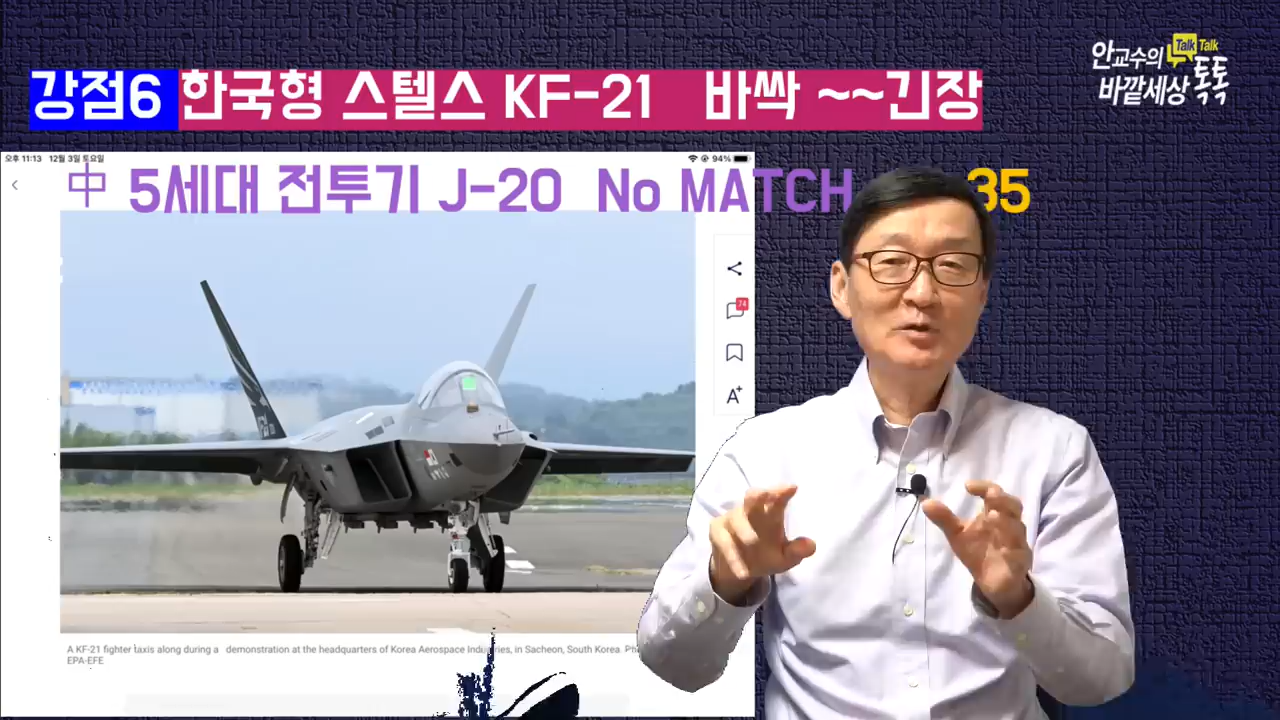 안교수의 Talk Talk
바깥세상 톡톡
강점6 한국형 스텔스 KF-21 바싹 ~~긴장
오후 11:13 12월 3일 토요일
94%
中 5세대 전투기 J-20 No MATCH 35
74
A KF-21 fighter taxis along during a demonstration at the headquarters of Korea Aerospace Industries, in Sacheon, South Korea.
EPA-EFE